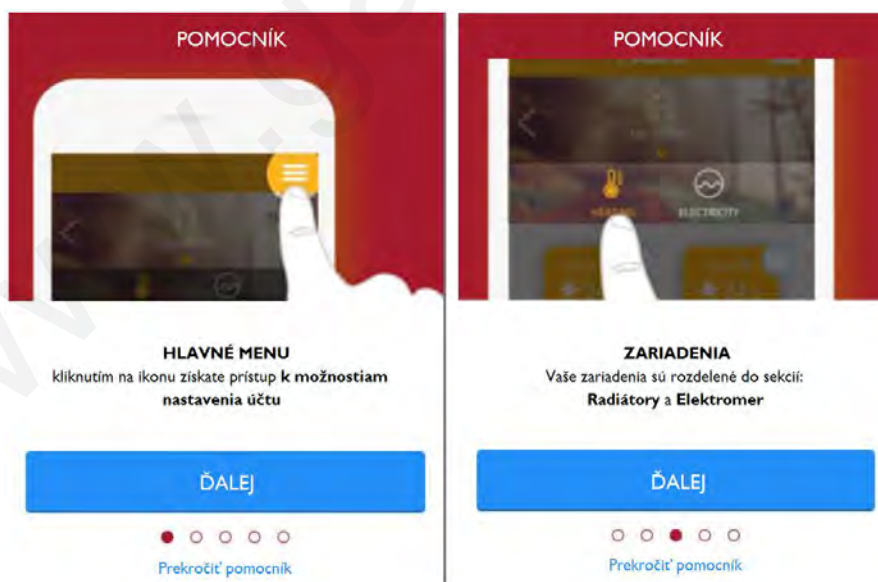 POMOCNÍK
HLAVNÉ MENU
kliknutím na ikonu získate prístup k možnostiam
nastavenia účtu
ĎALEJ
Prekročiť pomocník
POMOCNÍK
ELECTRICITY
ZARIADENIA
Vaše zariadenia sú rozdelené do sekcií:
Radiátory a Elektromer
ĎALEJ
Prekročiť pomocník